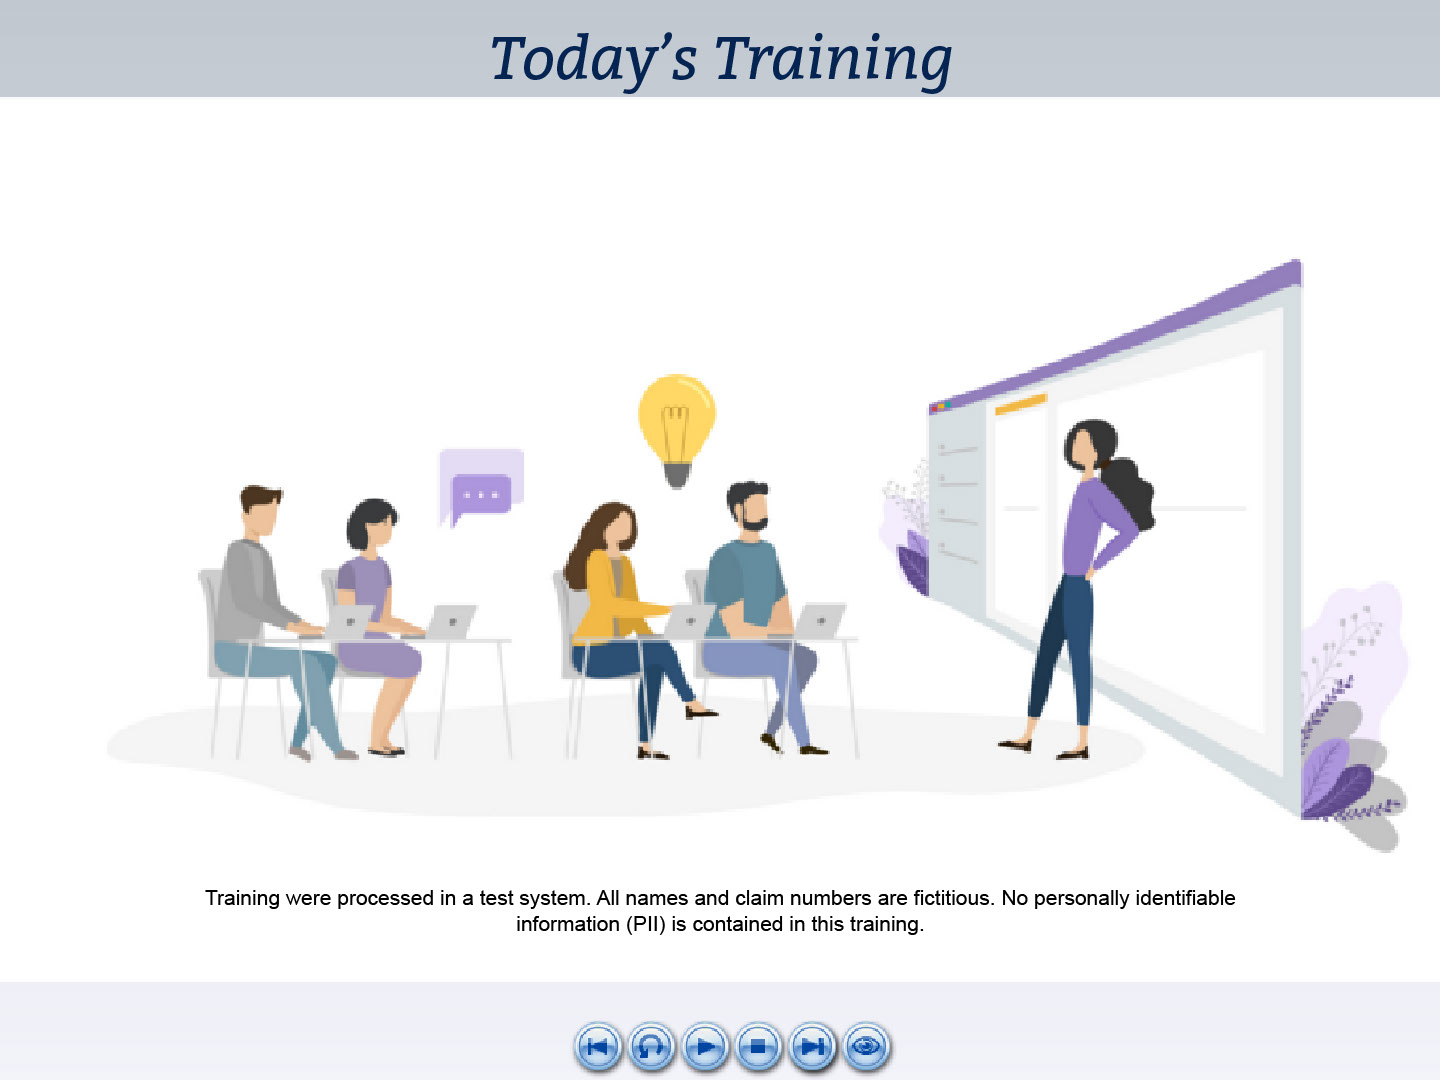 Today’s Training
Training were processed in a test system. All names and claim numbers are fictitious. No personally identifiable
information (PII) is contained in this training.